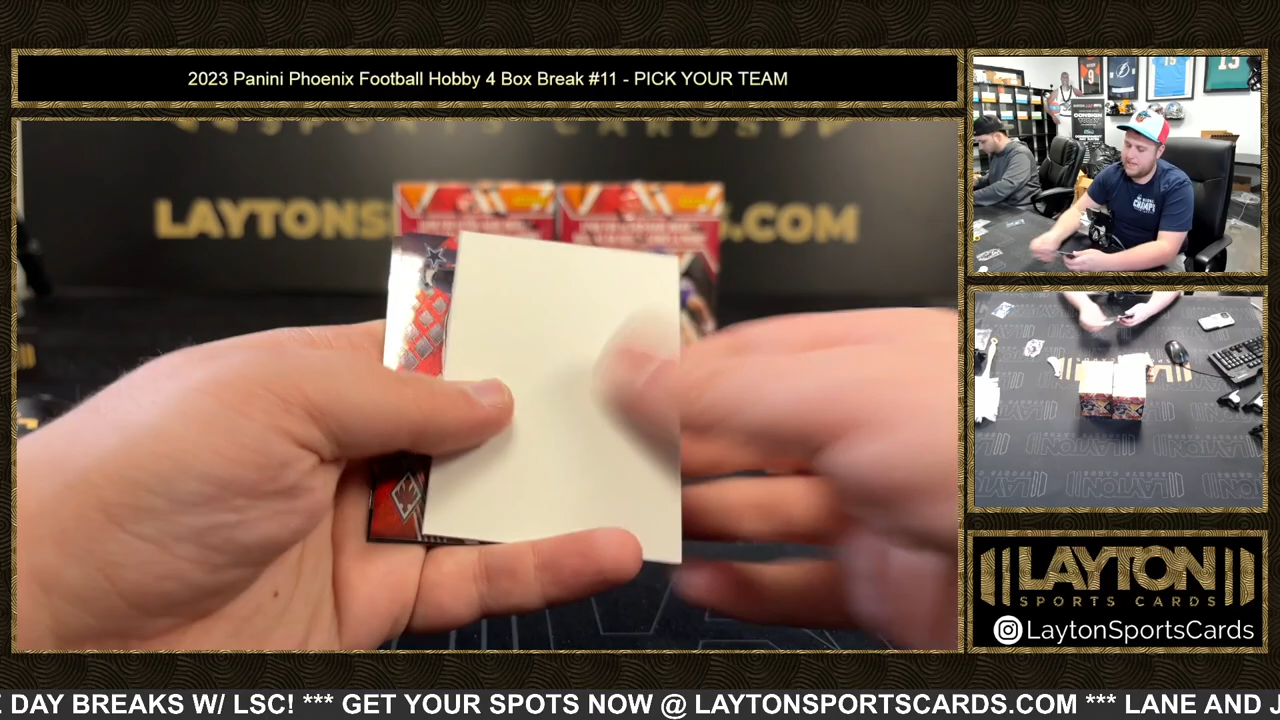 2023 Panini Phoenix Football Hobby 4 Box Break #11 - PICK YOUR TEAM
LAYTONS
.COM
LAYTON
SPORTS CARDS
LaytonSportsCards
E DAY BREAKS W/ LSC! *** GET YOUR SPOTS NOW @ LAYTONSPORTSCARDS.COM *** LANE AND J